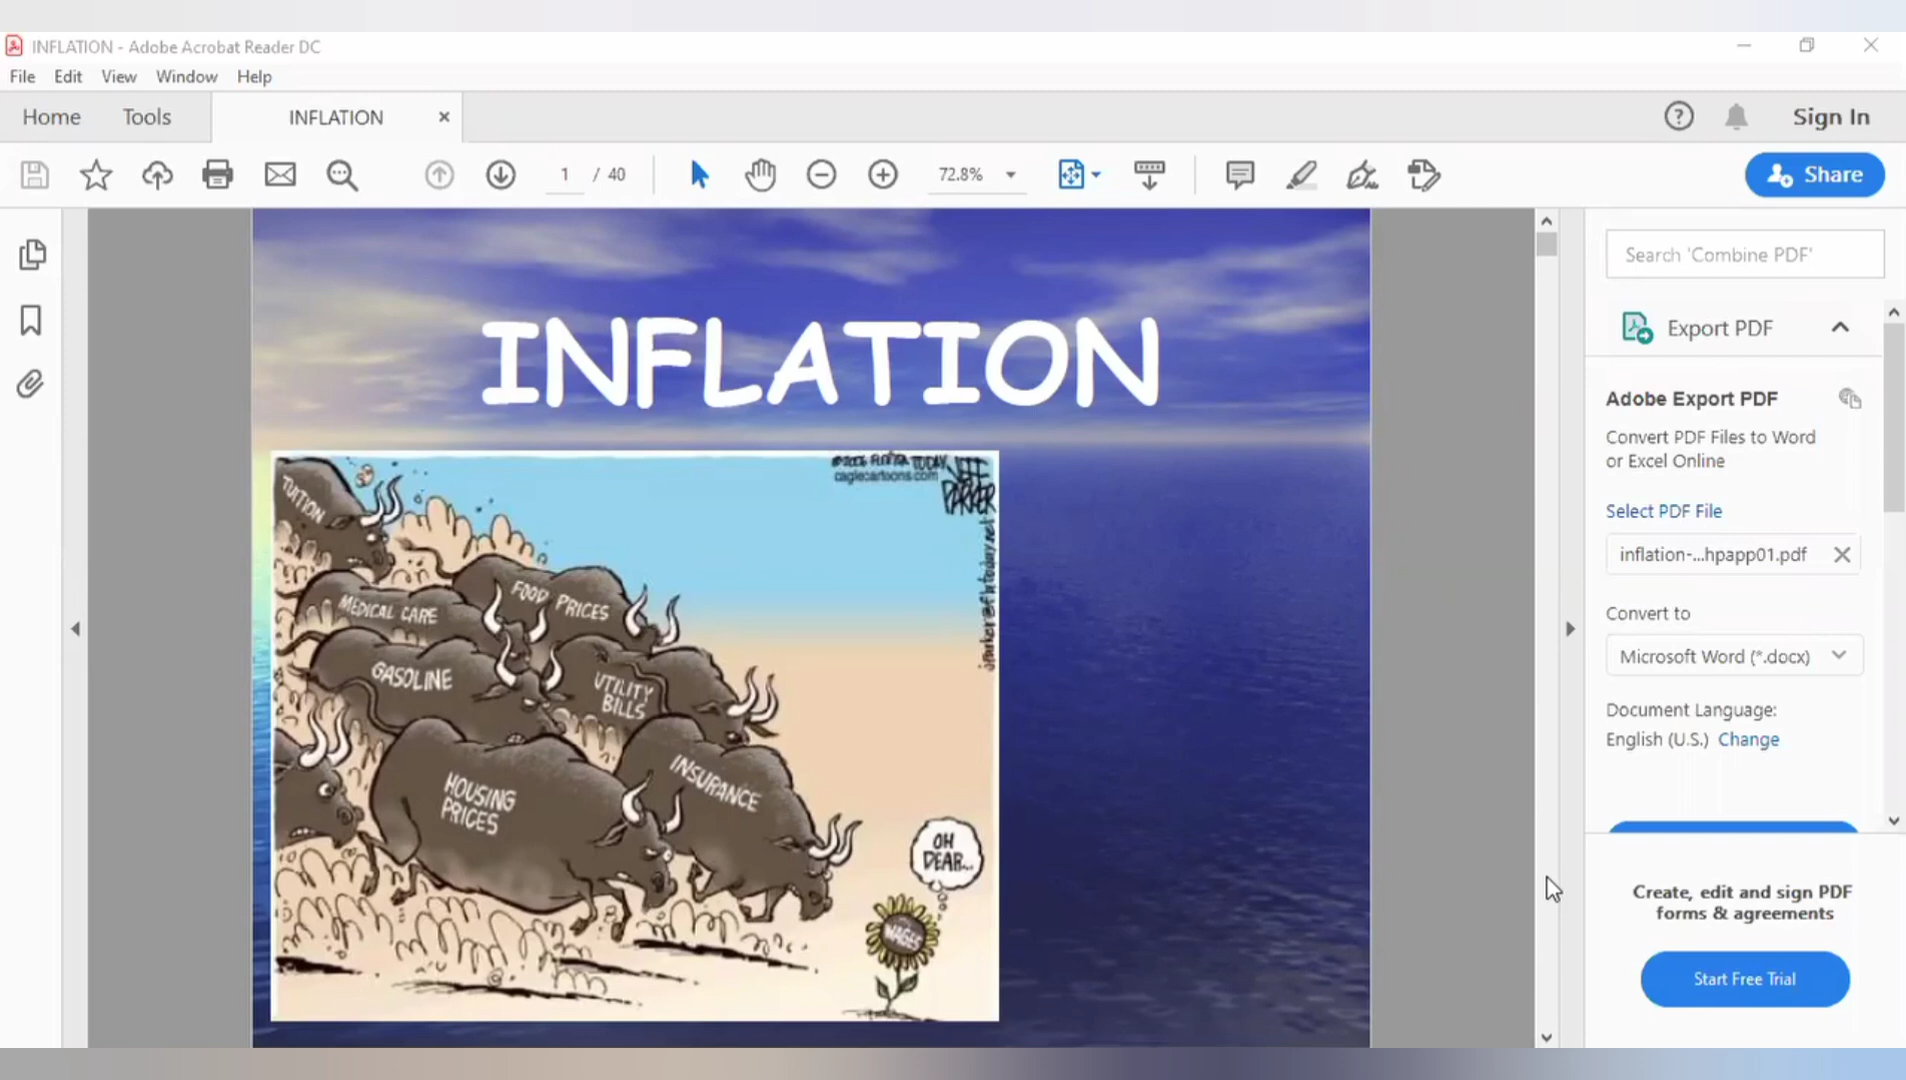 INFLATION - Adobe Acrobat Reader DC
File Edit View Window Help
Home Tools INFLATION
Sign In
1 / 40
72.8%
Share
INFLATION
caglecartoons.com
TUITION
FOOD PRICES
MEDICAL CARE
GASOLINE
UTILITY
BILLS
HOUSING
PRICES
INSURANCE
OH
DEAR...
WAGES
Search 'Combine PDF'
Export PDF
Adobe Export PDF
Convert PDF Files to Word
or Excel Online
Select PDF File
inflation-...hpapp01.pdf
Convert to
Microsoft Word (*.docx)
Document Language:
English (U.S.) Change
Create, edit and sign PDF
forms & agreements
Start Free Trial